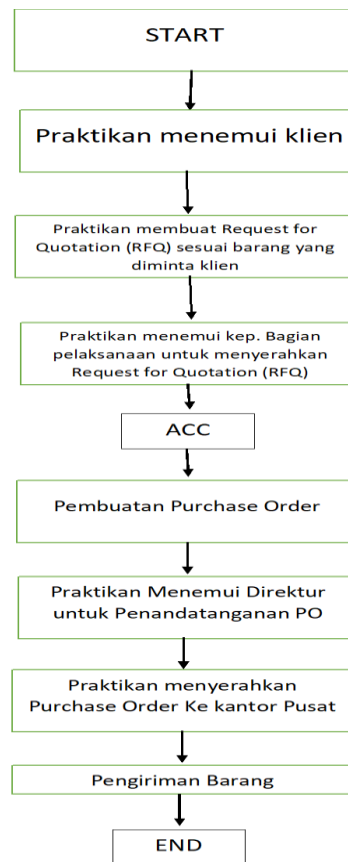 START
Praktikan menemui klien
Praktikan membuat Request for
Quotation (RFQ) sesuai barang yang
diminta klien
Praktikan menemui kep. Bagian
pelaksanaan untuk menyerahkan
Request for Quotation (RFQ)
ACC
Pembuatan Purchase Order
Praktikan Menemui Direktur
untuk Penandatanganan PO
Praktikan menyerahkan
Purchase Order Ke kantor Pusat
Pengiriman Barang
END